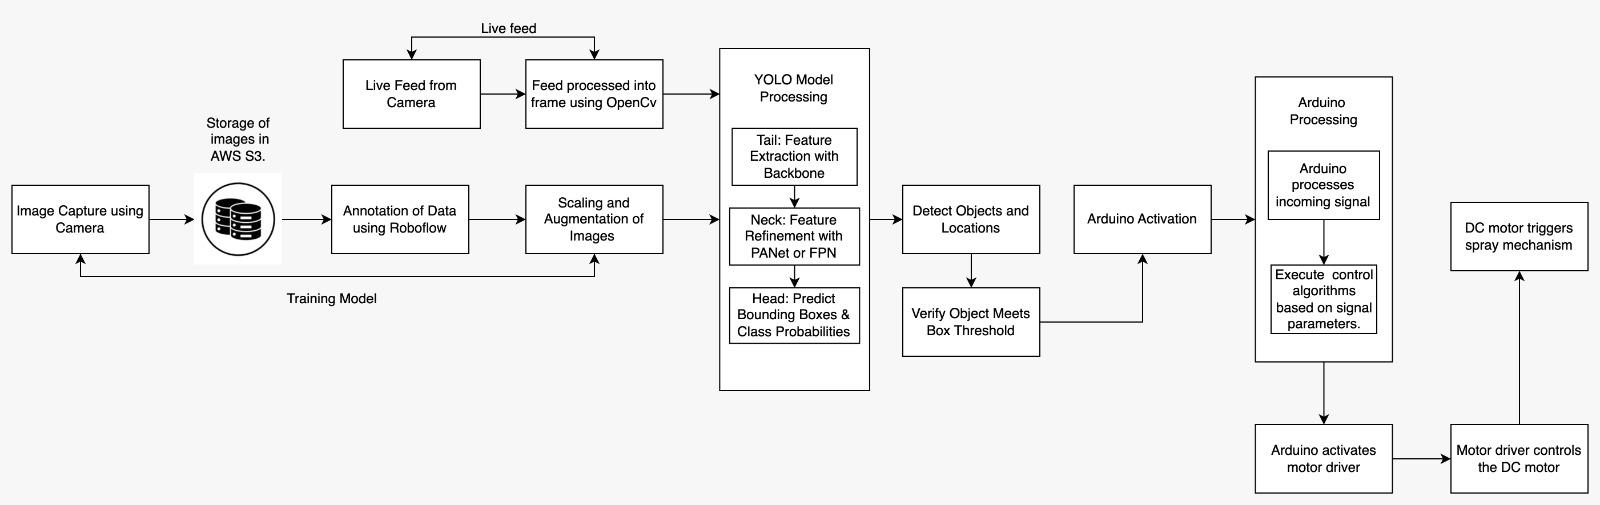 Live feed
Live Feed from
Camera
Feed processed into
frame using OpenCv
Storage of
images in
AWS S3.
Image Capture using
Camera
Annotation of Data
using Roboflow
Scaling and
Augmentation of
Images
Training Model
YOLO Model
Processing
Tail: Feature
Extraction with
Backbone
Neck: Feature
Refinement with
PANet or FPN
Head: Predict
Bounding Boxes &
Class Probabilities
Detect Objects and
Locations
Verify Object Meets
Box Threshold
Arduino Activation
Arduino
Processing
Arduino
processes
incoming signal
Execute control
algorithms
based on signal
parameters.
Arduino activates
motor driver
Motor driver controls
the DC motor
DC motor triggers
spray mechanism